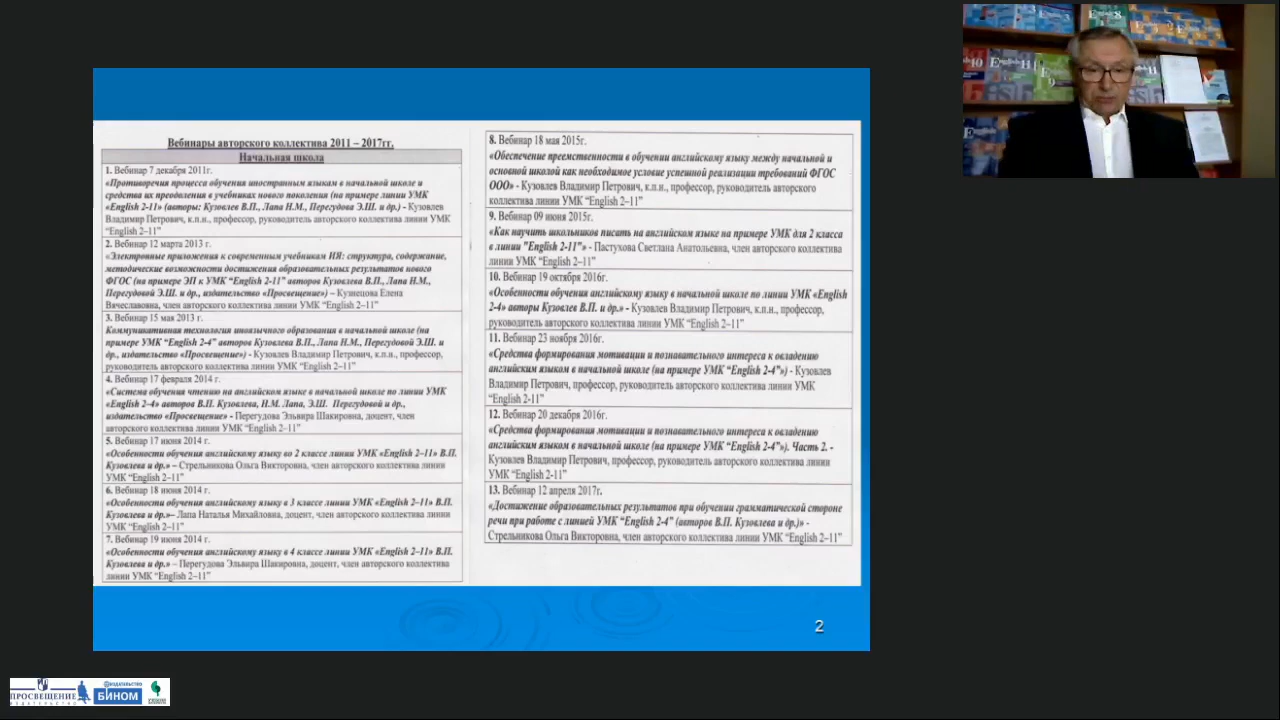 Вебинары авторского коллектива 2011 – 2017гг.
Начальная школа
1. Вебинар 7 декабря 2011г.
«Противоречия процесса обучения иностранным языкам в начальной школе и
средства их преодоления в учебниках нового поколения (на примере линии УМК
«English 2-11» (авторы: Кузовлев В.П., Лапа Н.М., Перегудова Э.Ш. и др.) - Кузовлев
Владимир Петрович, к.п.н., профессор, руководитель авторского коллектива линии УМК
“English 2–11”
2. Вебинар 12 марта 2013 г.
«Электронные приложения к современным учебникам ИЯ: структура, содержание,
методические возможности достижения образовательных результатов нового
ФГОС (на примере ЭП к УМК “English 2-11” авторов Кузовлева В.П., Лапа Н.М.,
Перегудовой Э.Ш. и др., издательство «Просвещение») – Кузнецова Елена
Вячеславовна, член авторского коллектива линии УМК “English 2–11”
3. Вебинар 15 мая 2013 г.
Коммуникативная технология иноязычного образования в начальной школе (на
примере УМК “English 2-4” авторов Кузовлева В.П., Лапа Н.М., Перегудовой Э.Ш. и
др., издательство «Просвещение») - Кузовлев Владимир Петрович, к.п.н., профессор,
руководитель авторского коллектива линии УМК “English 2–11”
4. Вебинар 17 февраля 2014 г.
«Система обучения чтению на английском языке в начальной школе по линии УМК
«English 2–4» авторов В.П. Кузовлева, Н.М. Лапа, Э.Ш. Перегудовой и др.,
издательство «Просвещение» - Перегудова Эльвира Шакировна, доцент, член
авторского коллектива линии УМК “English 2–11”
5. Вебинар 17 июня 2014 г.
«Особенности обучения английскому языку во 2 классе линии УМК «English 2–11» В.П.
Кузовлева и др.» – Стрельникова Ольга Викторовна, член авторского коллектива линии
УМК “English 2–11”
6. Вебинар 18 июня 2014 г.
«Особенности обучения английскому языку в 3 классе линии УМК «English 2–11» В.П.
Кузовлева и др.»– Лапа Наталья Михайловна, доцент, член авторского коллектива линии
УМК “English 2–11”
7. Вебинар 19 июня 2014 г.
«Особенности обучения английскому языку в 4 классе линии УМК «English 2–11» В.П.
Кузовлева и др.» – Перегудова Эльвира Шакировна, доцент, член авторского коллектива
линии УМК “English 2–11”
8. Вебинар 18 мая 2015г.
«Обеспечение преемственности в обучении английскому языку между начальной и
основной школой как необходимое условие успешной реализации требований ФГОС
ООО» - Кузовлев Владимир Петрович, к.п.н., профессор, руководитель авторского
коллектива линии УМК “English 2–11”
9. Вебинар 09 июня 2015г.
«Как научить школьников писать на английском языке на примере УМК для 2 класса
в линии "English 2-11"» - Пастухова Светлана Анатольевна, член авторского коллектива
линии УМК “English 2–11”
10. Вебинар 19 октября 2016г.
«Особенности обучения английскому языку в начальной школе по линии УМК «English
2-4» авторы Кузовлев В.П. и др.» - Кузовлев Владимир Петрович, к.п.н., профессор,
руководитель авторского коллектива линии УМК “English 2–11”
11. Вебинар 23 ноября 2016г.
«Средства формирования мотивации и познавательного интереса к овладению
английским языком в начальной школе (на примере УМК “English 2-4”») - Кузовлев
Владимир Петрович, профессор, руководитель авторского коллектива линии УМК
“English 2-11”
12. Вебинар 20 декабря 2016г.
«Средства формирования мотивации и познавательного интереса к овладению
английским языком в начальной школе (на примере УМК “English 2-4”»). Часть 2. -
Кузовлев Владимир Петрович, профессор, руководитель авторского коллектива линии
УМК “English 2-11”
13. Вебинар 12 апреля 2017г.
«Достижение образовательных результатов при обучении грамматической стороне
речи при работе с линией УМК “English 2-4” (авторов В.П. Кузовлева и др.)» -
Стрельникова Ольга Викторовна, член авторского коллектива линии УМК “English 2–11”
2
ПРОСВЕЩЕНИЕ
ИЗДАТЕЛЬСТВО
ИЗДАТЕЛЬСТВО
БИНОМ